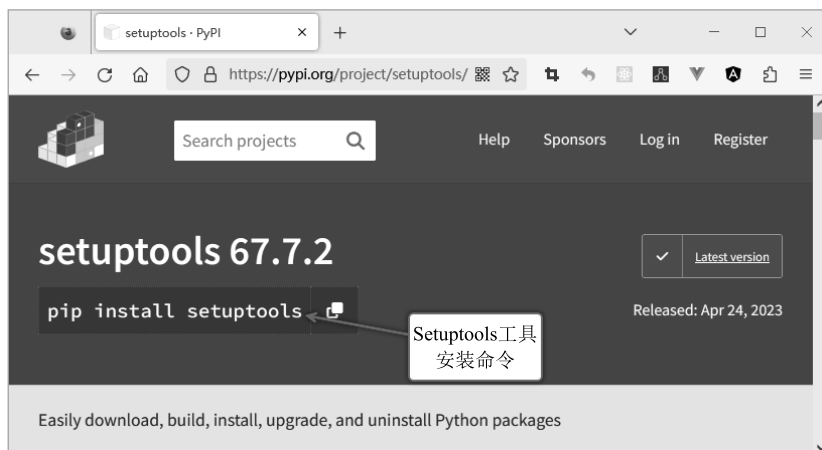 setuptools · PyPI
https://pypi.org/project/setuptools/
Search projects
Help Sponsors Log in Register
setuptools 67.7.2
Latest version
pip install setuptools
Released: Apr 24, 2023
Setuptools工具
安装命令
Easily download, build, install, upgrade, and uninstall Python packages